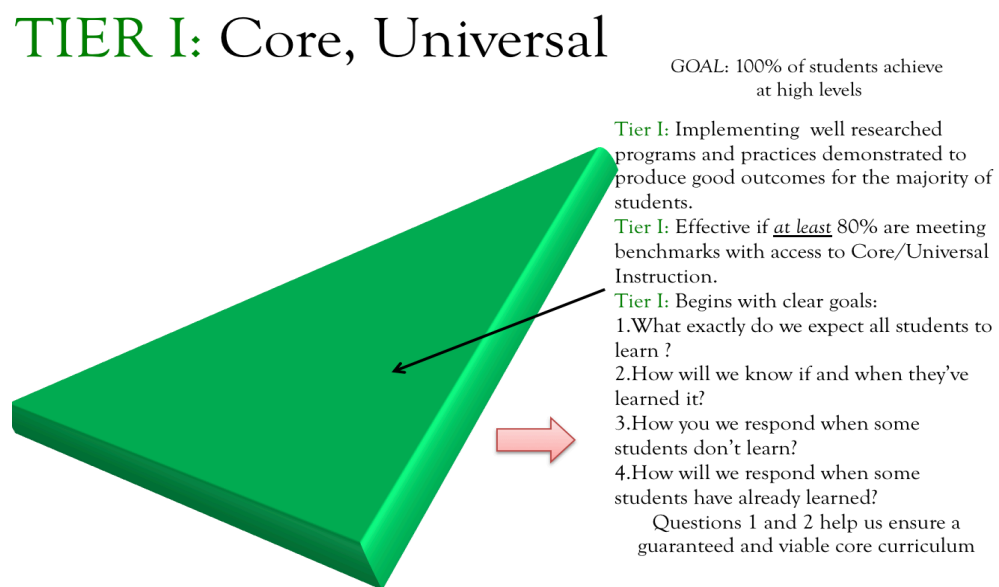 TIER I: Core, Universal
GOAL: 100% of students achieve
at high levels
Tier I: Implementing well researched
programs and practices demonstrated to
produce good outcomes for the majority of
students.
Tier I: Effective if at least 80% are meeting
benchmarks with access to Core/Universal
Instruction.
Tier I: Begins with clear goals:
1.What exactly do we expect all students to
learn ?
2.How will we know if and when they've
learned it?
3.How you we respond when some
students don't learn?
4.How will we respond when some
students have already learned?
Questions 1 and 2 help us ensure a
guaranteed and viable core curriculum